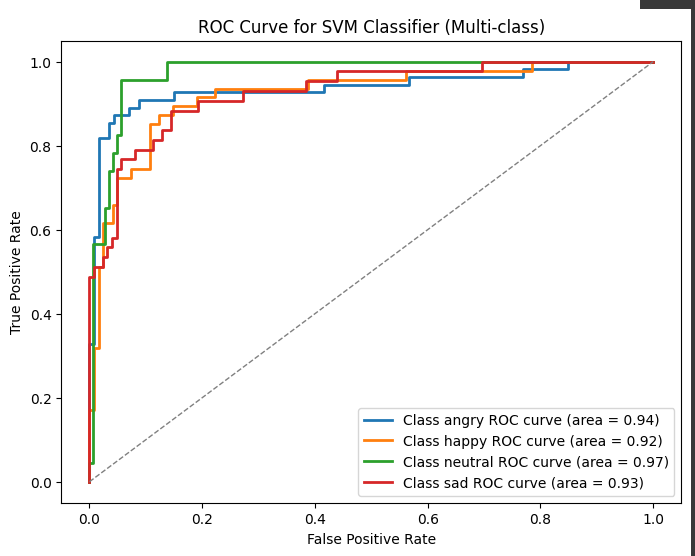 ROC Curve for SVM Classifier (Multi-class)
True Positive Rate
1.0
0.8
0.6
0.4
0.2
0.0
Class angry ROC curve (area = 0.94)
Class happy ROC curve (area = 0.92)
Class neutral ROC curve (area = 0.97)
Class sad ROC curve (area = 0.93)
0.0 0.2 0.4 0.6 0.8 1.0
False Positive Rate